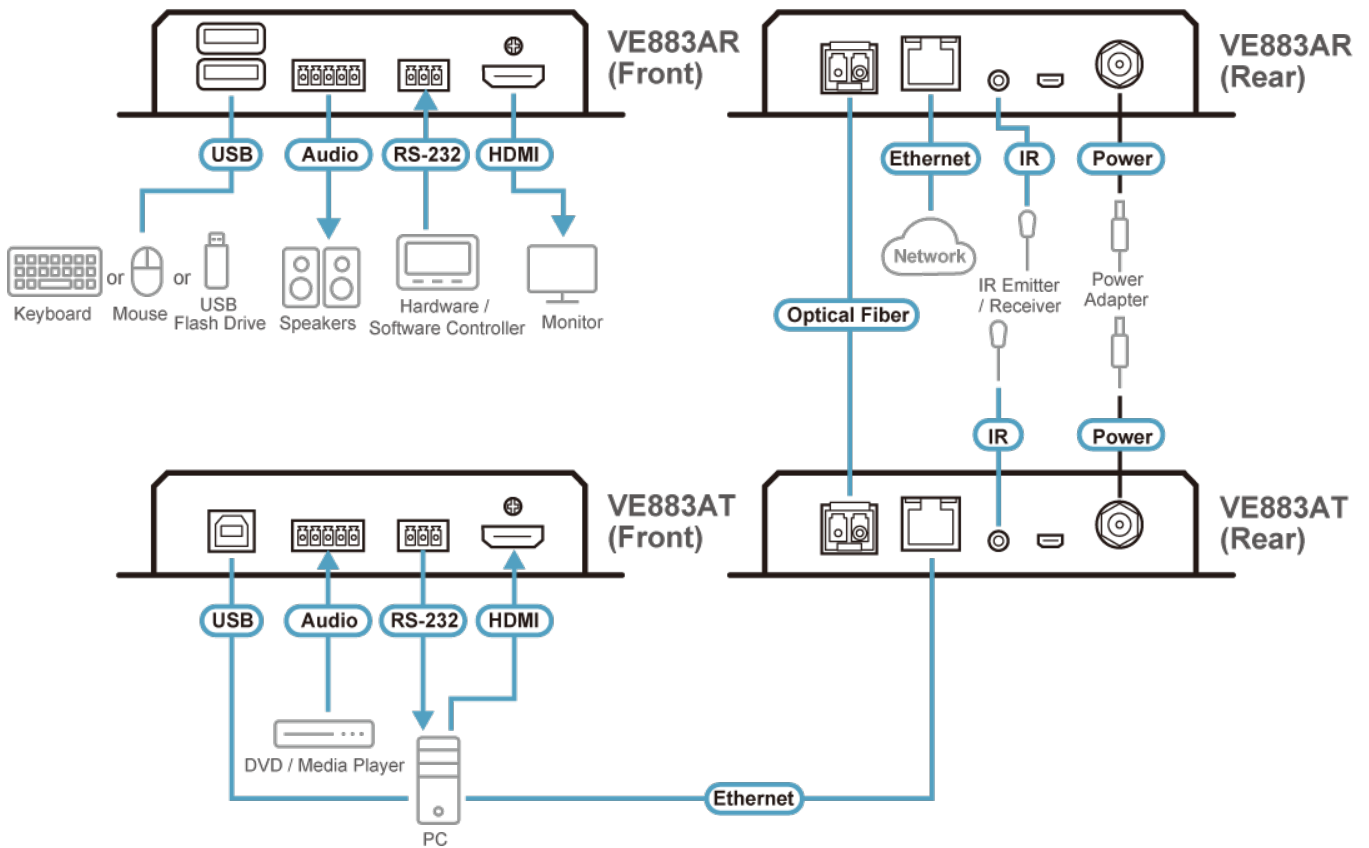 VE883AR
(Front)
USB
Audio
RS-232
HDMI
Keyboard
or
Mouse
or
USB
Flash Drive
Speakers
Hardware /
Software Controller
Monitor
VE883AR
(Rear)
Ethernet
IR
Power
Network
IR Emitter
/ Receiver
Power
Adapter
Optical Fiber
IR
Power
VE883AT
(Front)
USB
Audio
RS-232
HDMI
DVD / Media Player
PC
VE883AT
(Rear)
Ethernet